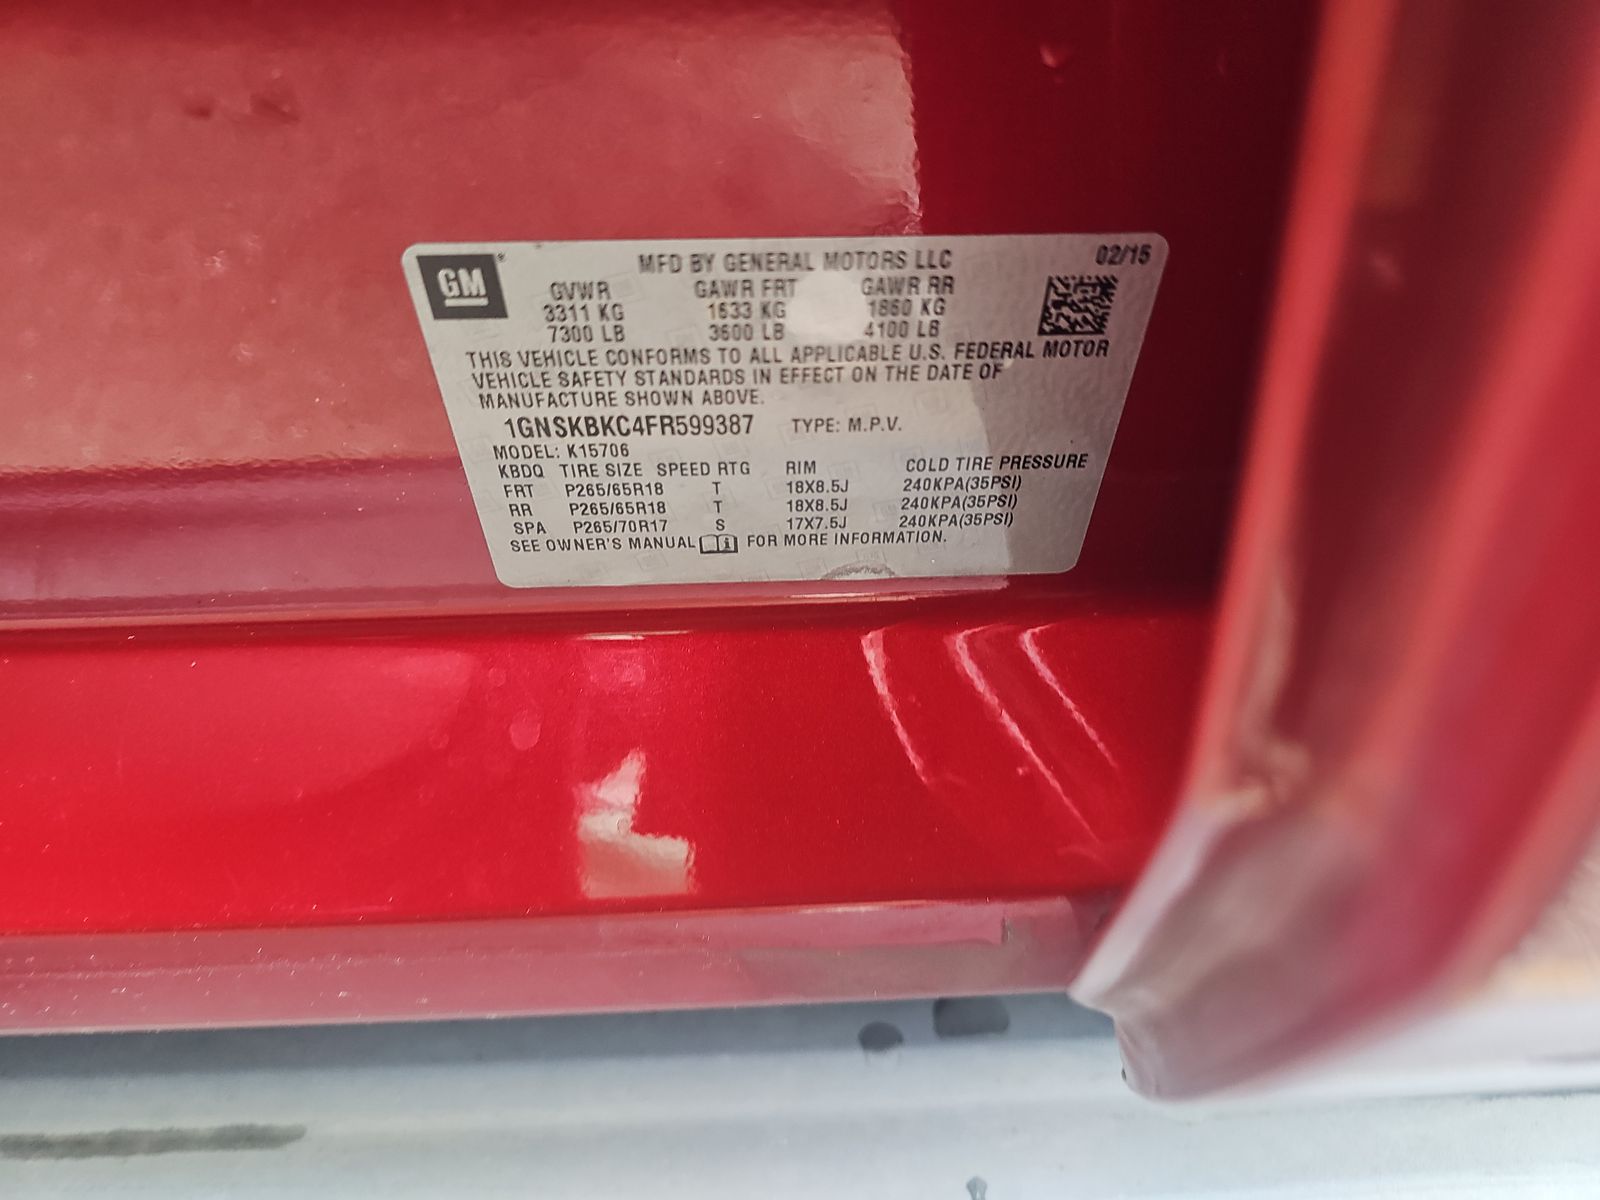 GM
MFD BY GENERAL MOTORS LLC 02/15
GVWR GAWR FRT GAWR RR
3311 KG 1633 KG 1860 KG
7300 LB 3600 LB 4100 LB
THIS VEHICLE CONFORMS TO ALL APPLICABLE U.S. FEDERAL MOTOR
VEHICLE SAFETY STANDARDS IN EFFECT ON THE DATE OF
MANUFACTURE SHOWN ABOVE.
1GNSKBKC4FR599387 TYPE: M.P.V.
MODEL: K15706
KBDQ TIRE SIZE SPEED RTG RIM COLD TIRE PRESSURE
FRT P265/65R18 T 18X8.5J 240KPA(35PSI)
RR P265/65R18 T 18X8.5J 240KPA(35PSI)
SPA P265/70R17 S 17X7.5J 240KPA(35PSI)
SEE OWNER'S MANUAL FOR MORE INFORMATION.